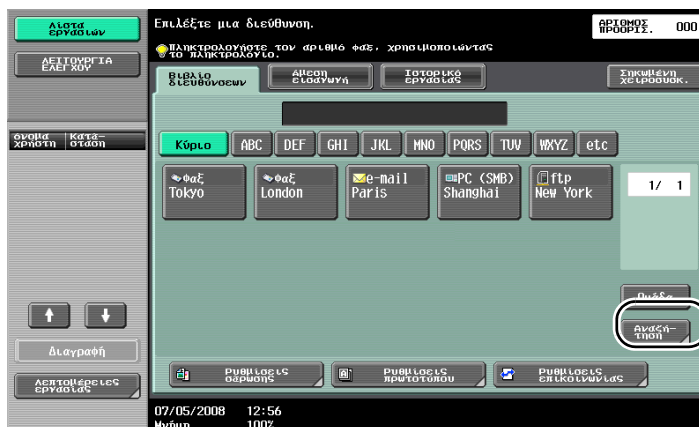 Λίστα
εργασιών
Επιλέξτε μια διεύθυνση.
ΑΡΙΘΜΟΣ
ΠΡΟΟΡΙΣ. 000
Πληκτρολογήστε τον αριθμό φαξ, χρησιμοποιώντας
το πληκτρολόγιο.
ΛΕΙΤΟΥΡΓΙΑ
ΕΛΕΓΧΟΥ
Βιβλίο
διευθύνσεων
Άμεση
εισαγωγή
Ιστορικό
εργασίας
Σηκωμένη
χειροσυσκ.
όνομα
χρήστη
Κατά-
σταση
Κύριο ABC DEF GHI JKL MNO PQRS TUV WXYZ etc
φαξ
Tokyo
φαξ
London
e-mail
Paris
PC (SMB)
Shanghai
ftp
New York
1/ 1
Ομάδα
Αναζή-
τηση
Διαγραφή
Λεπτομέρειες
εργασίας
Ρυθμίσεις
σάρωσης
Ρυθμίσεις
πρωτοτύπου
Ρυθμίσεις
επικοινωνίας
07/05/2008 12:56
Μνήμη 100%